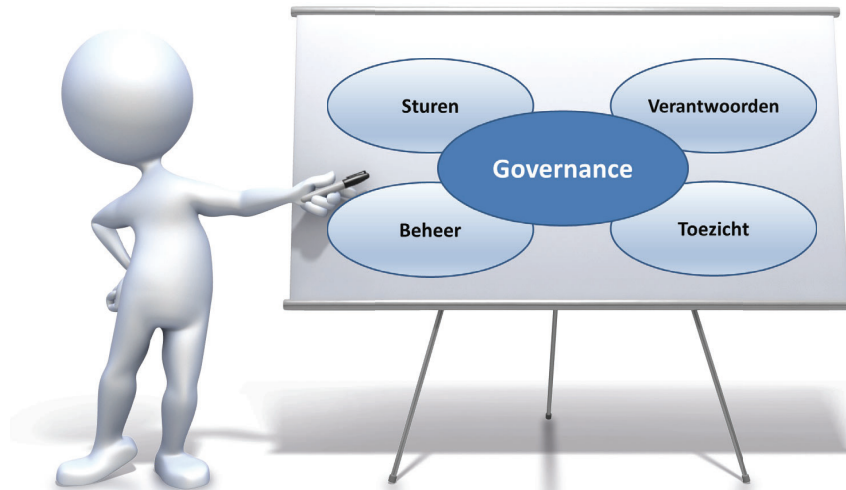 Sturen
Verantwoorden
Governance
Beheer
Toezicht